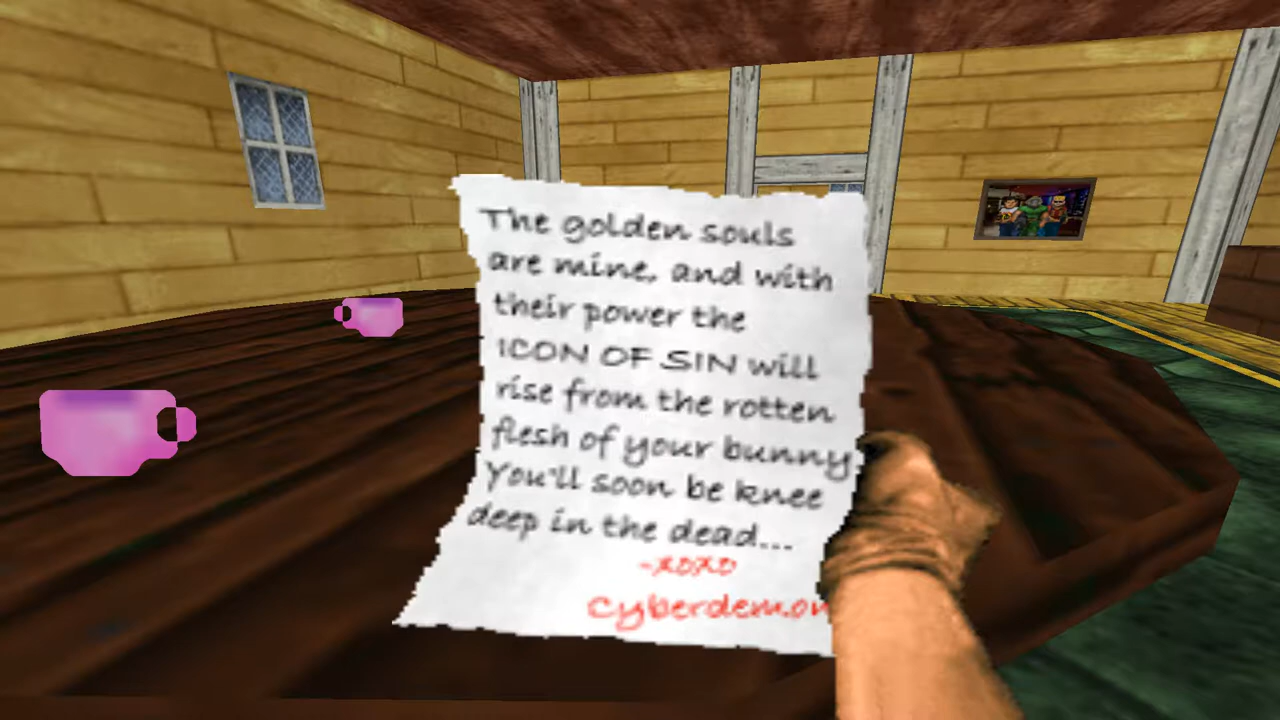 The golden souls
are mine, and with
their power the
ICON OF SIN will
rise from the rotten
flesh of your bunny
You'll soon be knee
deep in the dead...
-XOXO
Cyberdemon